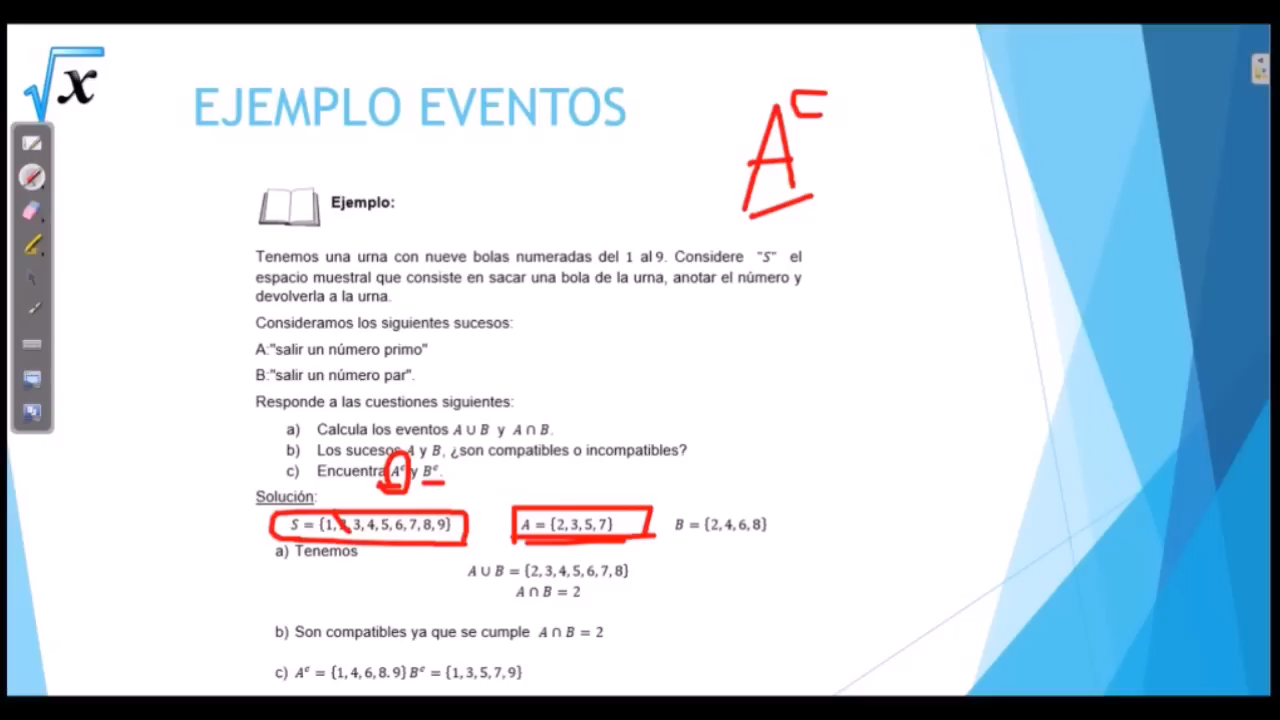 √x
EJEMPLO EVENTOS
A^c
Ejemplo:
Tenemos una urna con nueve bolas numeradas del 1 al 9. Considere "S" el
espacio muestral que consiste en sacar una bola de la urna, anotar el número y
devolverla a la urna.
Consideramos los siguientes sucesos:
A:"salir un número primo"
B:"salir un número par".
Responde a las cuestiones siguientes:
a) Calcula los eventos A ∪ B y A ∩ B.
b) Los sucesos A y B, ¿son compatibles o incompatibles?
c) Encuentra A^c y B^c.
Solución:
S = {1, 2, 3, 4, 5, 6, 7, 8, 9} A = {2, 3, 5, 7} B = {2, 4, 6, 8}
a) Tenemos
A ∪ B = {2, 3, 4, 5, 6, 7, 8}
A ∩ B = 2
b) Son compatibles ya que se cumple A ∩ B = 2
c) A^c = {1, 4, 6, 8. 9} B^c = {1, 3, 5, 7, 9}